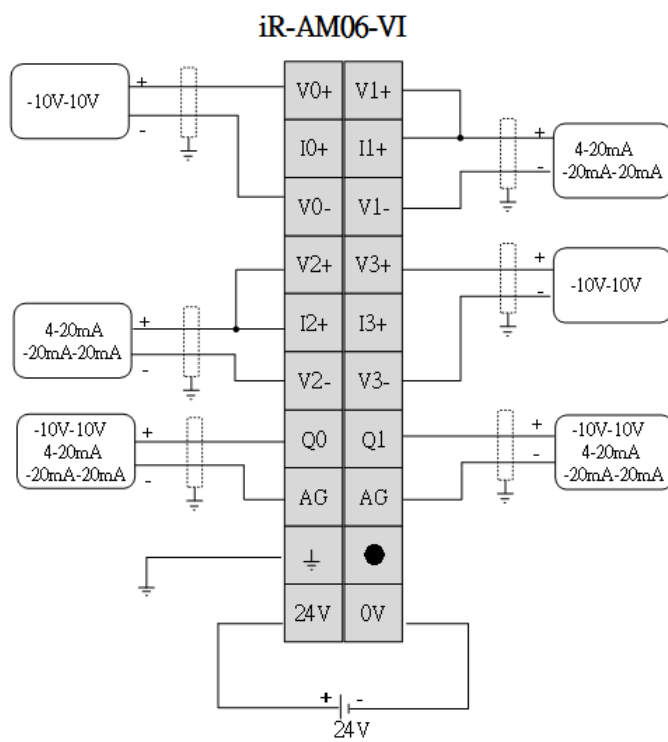 iR-AM06-VI
-10V-10V
+
-
V0+ V1+
I0+ I1+
V0- V1-
+
-
4-20mA
-20mA-20mA
V2+ V3+
I2+ I3+
V2- V3-
+
-
-10V-10V
4-20mA
-20mA-20mA
+
-
-10V-10V
4-20mA
-20mA-20mA
+
-
Q0 Q1
AG AG
+
-
-10V-10V
4-20mA
-20mA-20mA
24V 0V
+ -
24V